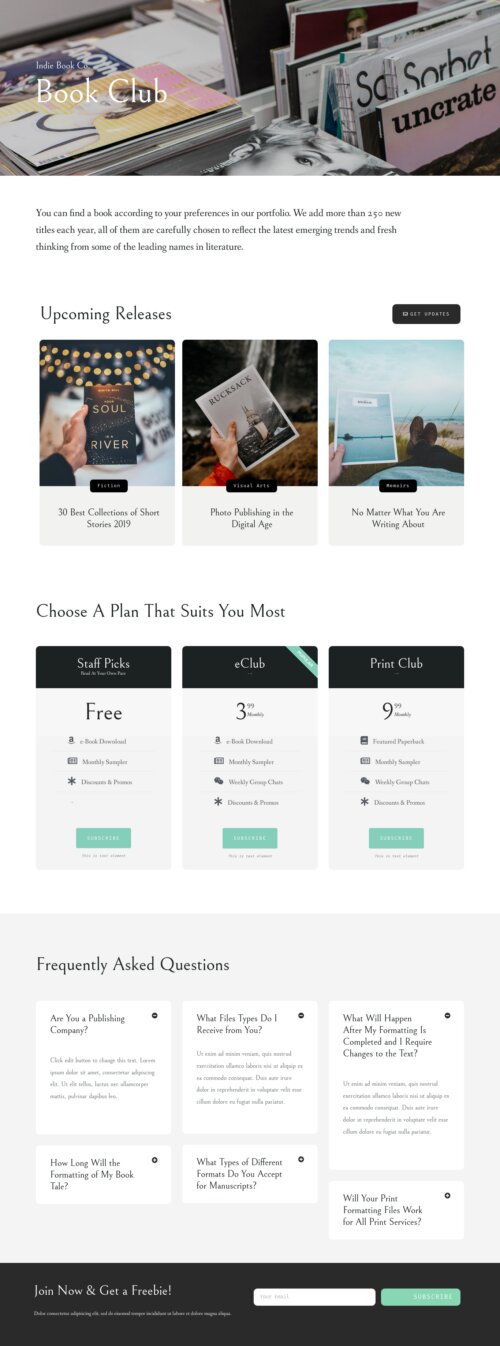 Indie Book Co.
Book Club
Sorbet
uncrate
You can find a book according to your preferences in our portfolio. We add more than 250 new
titles each year, all of them are carefully chosen to reflect the latest emerging trends and fresh
thinking from some of the leading names in literature.
Upcoming Releases
GET UPDATES
SOUL
RIVER
RUCKSACK
Fiction
Visual Arts
Memoirs
30 Best Collections of Short
Stories 2019
Photo Publishing in the
Digital Age
No Matter What You Are
Writing About
Choose A Plan That Suits You Most
Staff Picks
Read At Your Own Pace
Free
e-Book Download
Monthly Sampler
Discounts & Promos
-
SUBSCRIBE
This is text element
eClub
3 99
Monthly
e-Book Download
Monthly Sampler
Weekly Group Chats
Discounts & Promos
SUBSCRIBE
This is text element
Print Club
9 99
Monthly
Featured Paperback
Monthly Sampler
Weekly Group Chats
Discounts & Promos
SUBSCRIBE
This is text element
Frequently Asked Questions
Are You a Publishing
Company?
Click edit button to change this text. Lorem
ipsum dolor sit amet, consectetur adipiscing
elit. Ut elit tellus, luctus nec ullamcorper
mattis, pulvinar dapibus leo.
How Long Will the
Formatting of My Book
Take?
What Files Types Do I
Receive from You?
Ut enim ad minim veniam, quis nostrud
exercitation ullamco laboris nisi ut aliquip ex
ea commodo consequat. Duis aute irure
dolor in reprehenderit in voluptate velit esse
cillum dolore eu fugiat nulla pariatur.
What Types of Different
Formats Do You Accept
for Manuscripts?
What Will Happen
After My Formatting Is
Completed and I Require
Changes to the Text?
Ut enim ad minim veniam, quis nostrud
exercitation ullamco laboris nisi ut aliquip ex
ea commodo consequat. Duis aute irure
dolor in reprehenderit in voluptate velit esse
cillum dolore eu fugiat nulla pariatur.
Will Your Print
Formatting Files Work
for All Print Services?
Join Now & Get a Freebie!
Dolor consectetur adipiscing elit, sed do eiusmod tempor incididunt ut labore et dolore magna aliqua.
Your Email
SUBSCRIBE